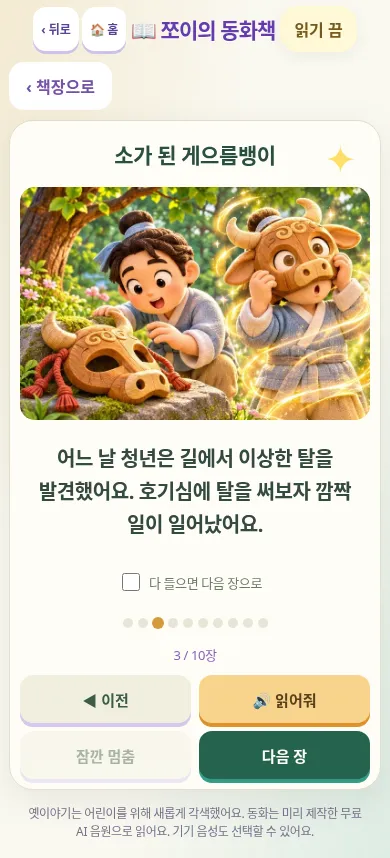 ‹ 뒤로 🏠 홈 📖 쪼이의 동화책 읽기 끔
‹ 책장으로
소가 된 게으름뱅이
어느 날 청년은 길에서 이상한 탈을
발견했어요. 호기심에 탈을 써보자 깜짝
일이 일어났어요.
다 들으면 다음 장으로
3 / 10장
◀ 이전 🔊 읽어줘
잠깐 멈춤 다음 장
옛이야기는 어린이를 위해 새롭게 각색했어요. 동화는 미리 제작한 무료
AI 음원으로 읽어요. 기기 음성도 선택할 수 있어요.